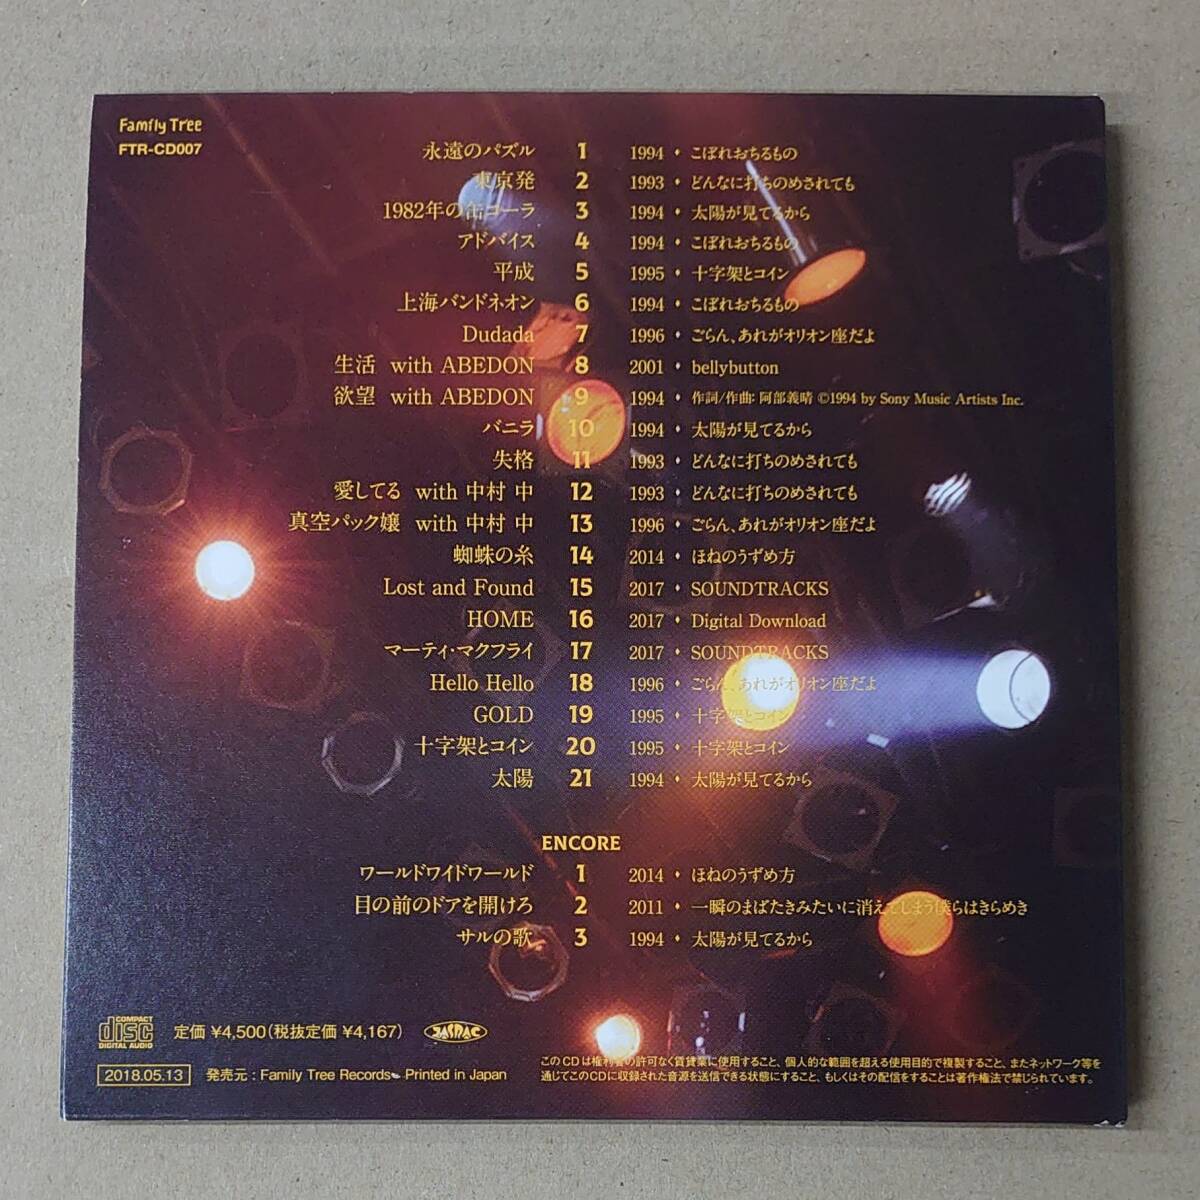 Family Tree
FTR-CD007
永遠のパズル 1 1994・こぼれおちるもの
東京発 2 1993・どんなに打ちのめされても
1982年の缶コーラ 3 1994・太陽が見てるから
アドバイス 4 1994・こぼれおちるもの
平成 5 1995・十字架とコイン
上海バンドネオン 6 1994・こぼれおちるもの
Dudada 7 1996・ごらん、あれがオリオン座だよ
生活 with ABEDON 8 2001・bellybutton
欲望 with ABEDON 9 1994・作詞/作曲: 阿部義晴 ©1994 by Sony Music Artists Inc.
バニラ 10 1994・太陽が見てるから
失格 11 1993・どんなに打ちのめされても
愛してる with 中村 中 12 1993・どんなに打ちのめされても
真空パック嬢 with 中村 中 13 1996・ごらん、あれがオリオン座だよ
蜘蛛の糸 14 2014・ほねのうずめ方
Lost and Found 15 2017・SOUNDTRACKS
HOME 16 2017・Digital Download
マーティ・マクフライ 17 2017・SOUNDTRACKS
Hello Hello 18 1996・ごらん、あれがオリオン座だよ
GOLD 19 1995・十字架とコイン
十字架とコイン 20 1995・十字架とコイン
太陽 21 1994・太陽が見てるから
ENCORE
ワールドワイドワールド 1 2014・ほねのうずめ方
目の前のドアを開けろ 2 2011・一瞬のまばたきみたいに消えてしまう僕らはきらめき
サルの歌 3 1994・太陽が見てるから
COMPACT disc DIGITAL AUDIO 定価 ¥4,500(税抜定価 ¥4,167) JASRAC
2018.05.13 発売元 : Family Tree Records Printed in Japan
このCDは権利者の許可なく賃貸業に使用すること、個人的な範囲を超える使用目的で複製すること、またネットワーク等を
通じてこのCDに収録された音源を送信できる状態にすること、もしくはその配信をすることは著作権法で禁じられています。